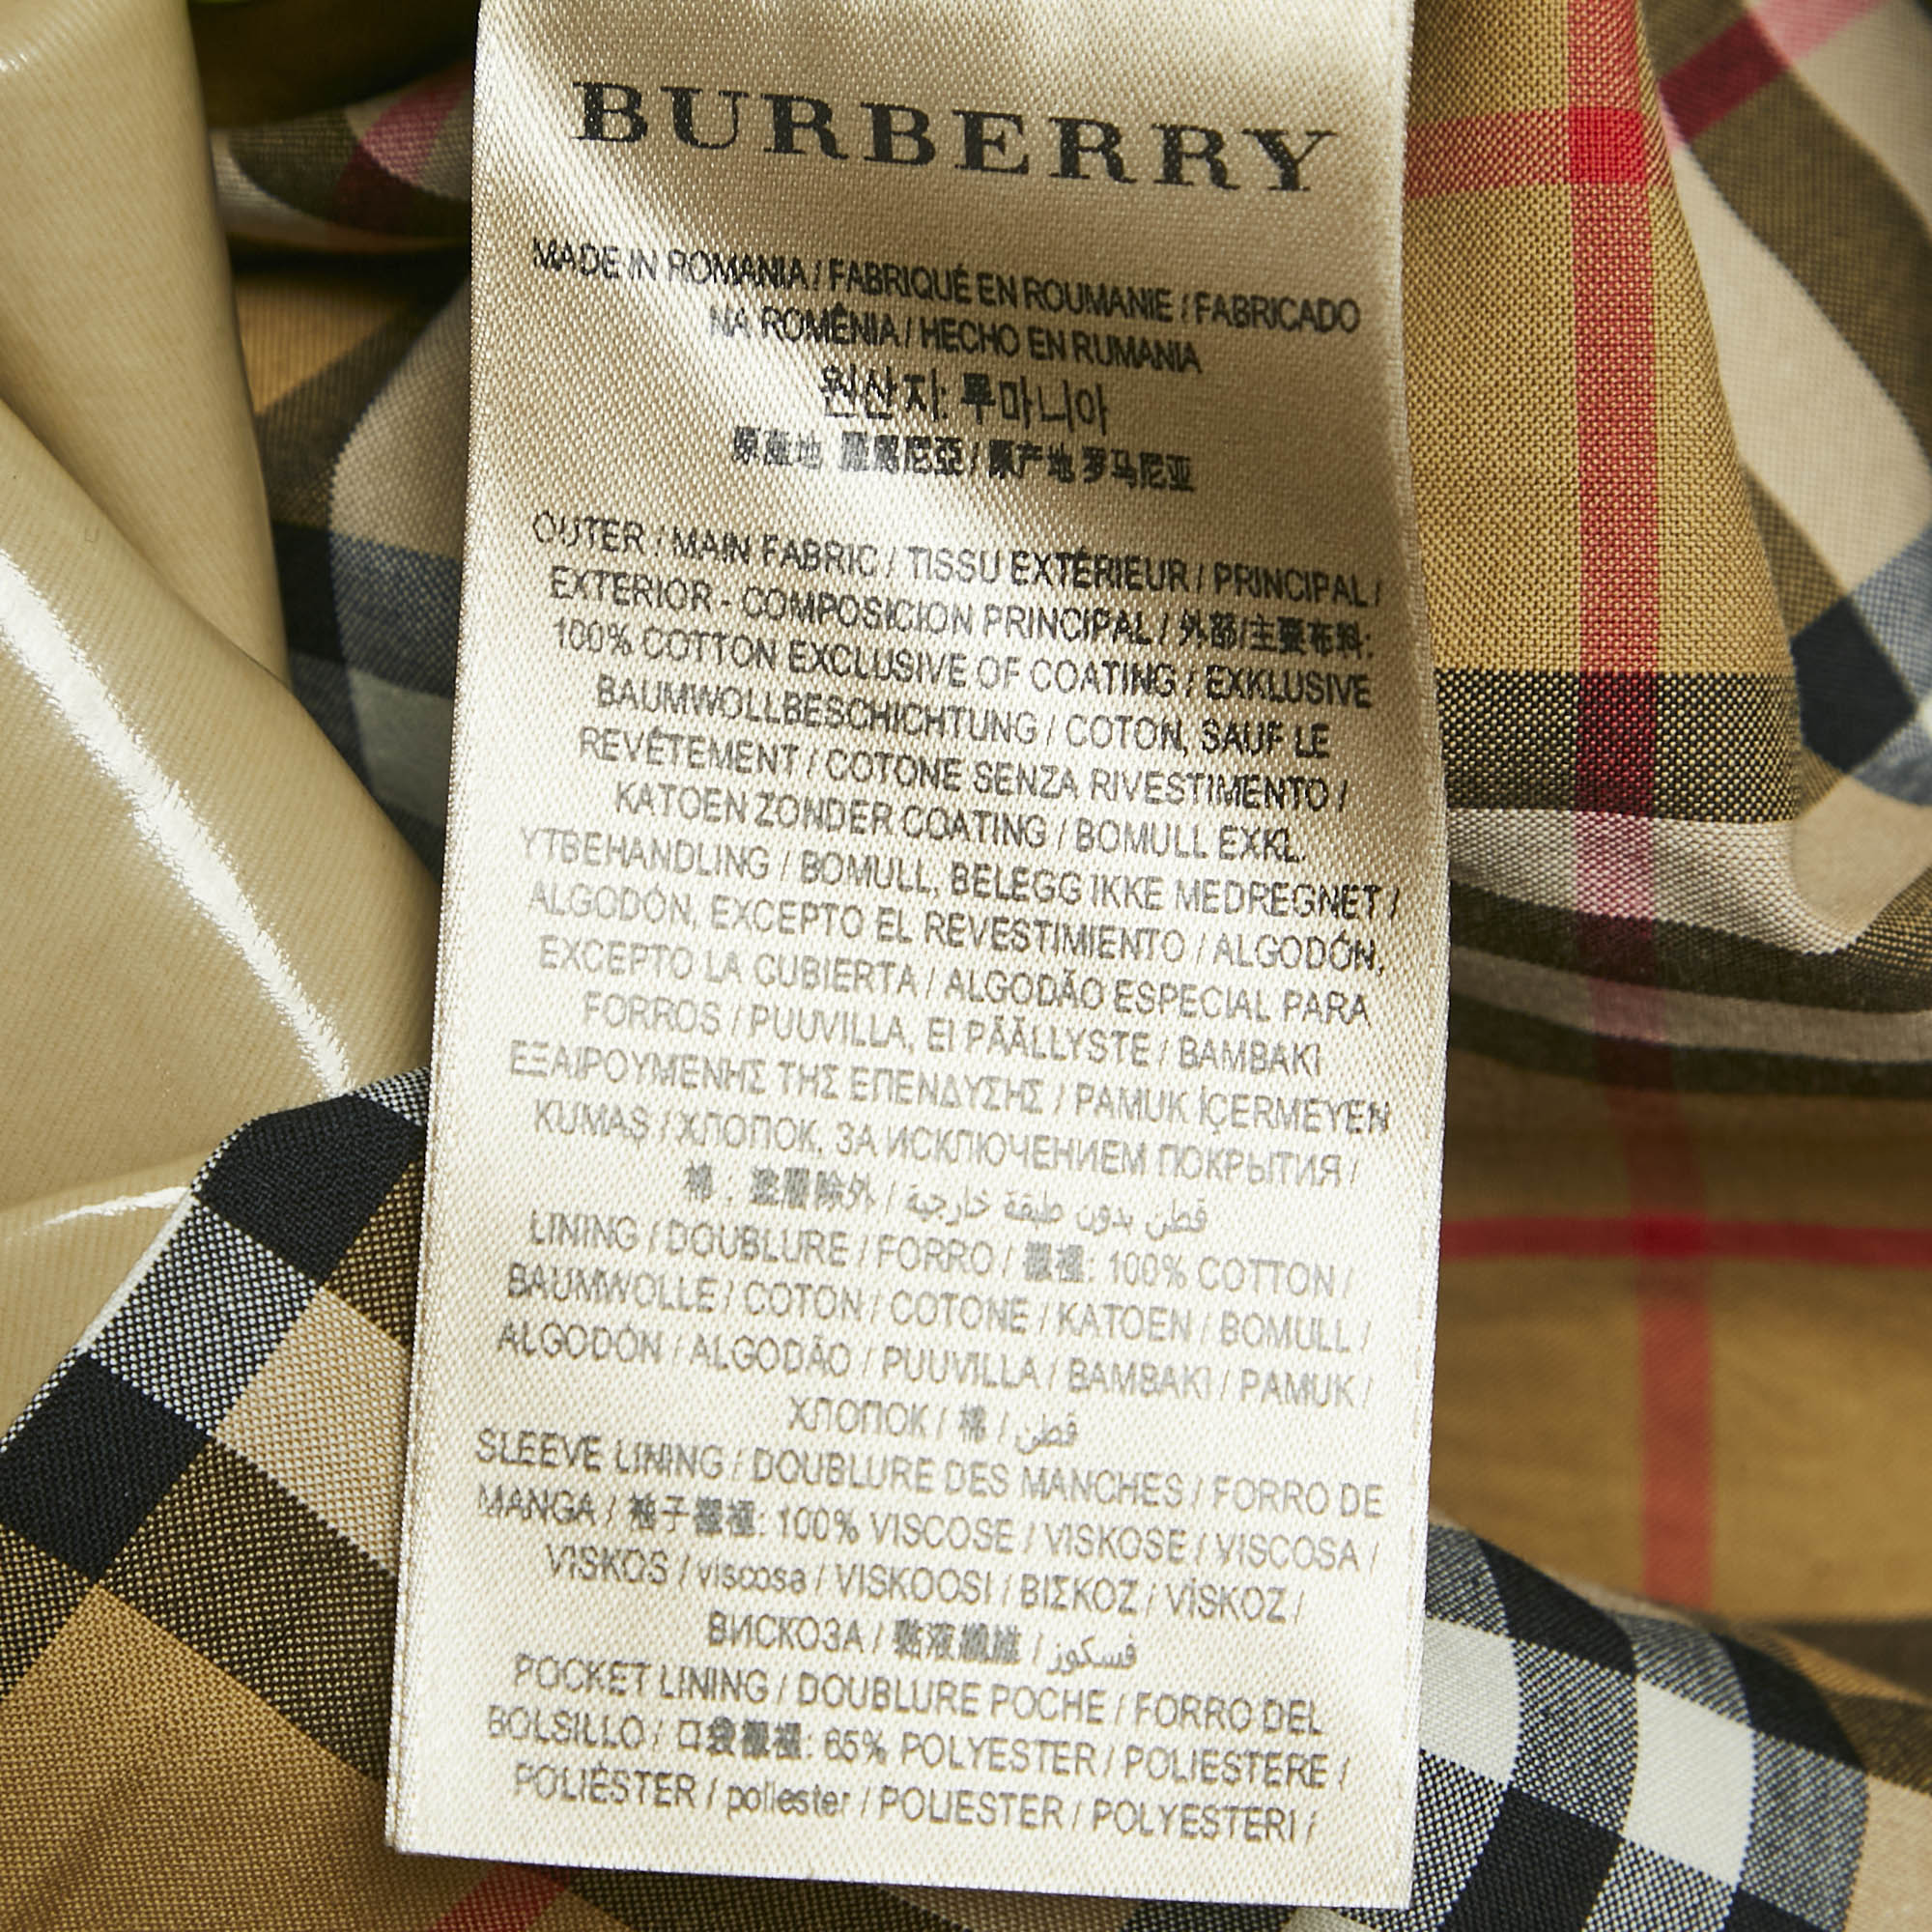 BURBERRY
MADE IN ROMANIA / FABRIQUÉ EN ROUMANIE / FABRICADO
NA ROMÊNIA / HECHO EN RUMANIA
원산지: 루마니아
原產地 羅馬尼亞 / 原产地 罗马尼亚
OUTER / MAIN FABRIC / TISSU EXTÉRIEUR / PRINCIPAL /
EXTERIOR - COMPOSICION PRINCIPAL / 外部/主要布料:
100% COTTON EXCLUSIVE OF COATING / EXKLUSIVE
BAUMWOLLBESCHICHTUNG / COTON, SAUF LE
REVÊTEMENT / COTONE SENZA RIVESTIMENTO /
KATOEN ZONDER COATING / BOMULL EXKL.
YTBEHANDLING / BOMULL, BELEGG IKKE MEDREGNET /
ALGODÓN, EXCEPTO EL REVESTIMIENTO / ALGODÓN,
EXCEPTO LA CUBIERTA / ALGODÃO ESPECIAL PARA
FORROS / PUUVILLA, EI PÄÄLLYSTE / BAMBAKI
ΕΞΑΙΡΟΥΜΕΝΗΣ ΤΗΣ ΕΠΕΝΔΥΣΗΣ / PAMUK İÇERMEYEN
KUMAŞ / ХЛОПОК, ЗА ИСКЛЮЧЕНИЕМ ПОКРЫТИЯ /
棉 : 塗層除外 / قطن بدون طبقة خارجية
LINING / DOUBLURE / FORRO / 襯裡: 100% COTTON /
BAUMWOLLE / COTON / COTONE / KATOEN / BOMULL /
ALGODÓN / ALGODÃO / PUUVILLA / BAMBAKI / PAMUK /
ХЛОПОК / 棉 / قطن
SLEEVE LINING / DOUBLURE DES MANCHES / FORRO DE
MANGA / 袖子襯裡: 100% VISCOSE / VISKOSE / VISCOSA /
VISKOS / viscosa / VISKOOSI / ΒΙΣΚΟΖ / VİSKOZ /
ВИСКОЗА / 黏液纖維 / فسكوز
POCKET LINING / DOUBLURE POCHE / FORRO DEL
BOLSILLO / 口袋襯裡: 65% POLYESTER / POLIESTERE /
POLIÉSTER / poliester / POLIESTER / POLYESTERI /